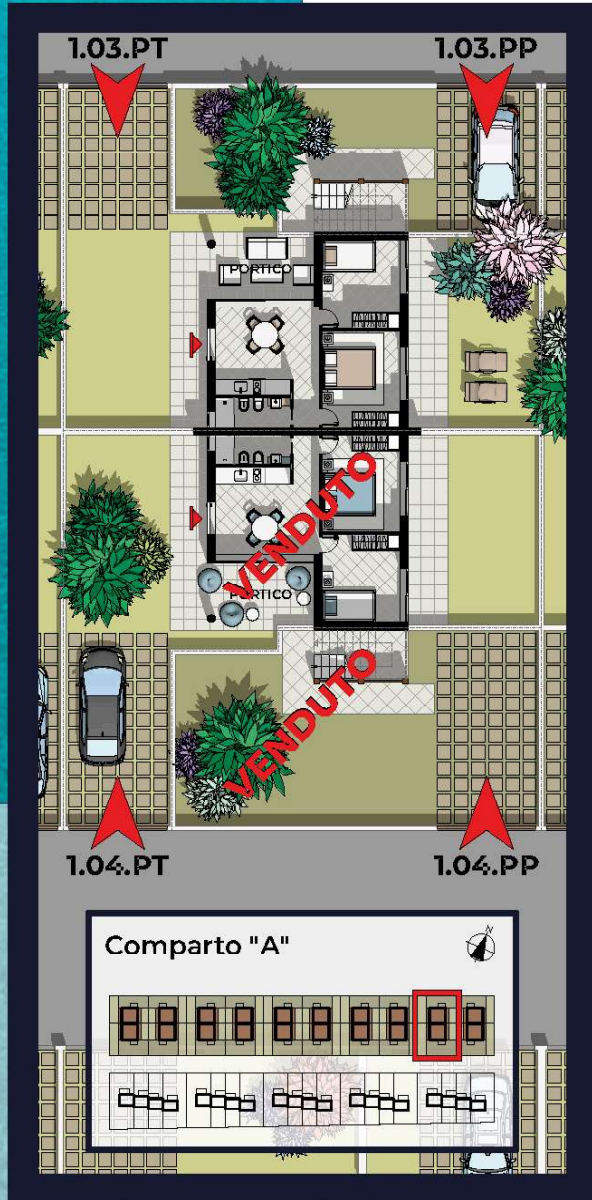 1.03.PT
1.03.PP
PORTICO
VENDUTO
PORTICO
VENDUTO
1.04.PT
1.04.PP
Comparto "A"
N